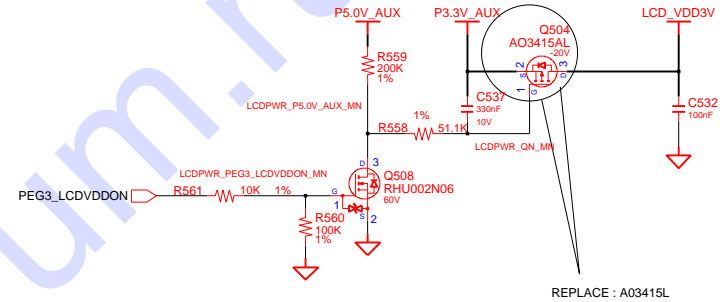 P5.0V_AUX
P3.3V_AUX
LCD_VDD3V
Q504
AO3415AL
-20V
2
3
S
D
1
G
R559
200K
1%
LCDPWR_P5.0V_AUX_MN
C537
330nF
10V
C532
100nF
1%
R558
51.1K
LCDPWR_QN_MN
D
3
LCDPWR_PEG3_LCDVDDON_MN
Q508
RHU002N06
60V
PEG3_LCDVDDON
R561
10K
1%
G
1
S
2
R560
100K
1%
REPLACE : A03415L
um.ru